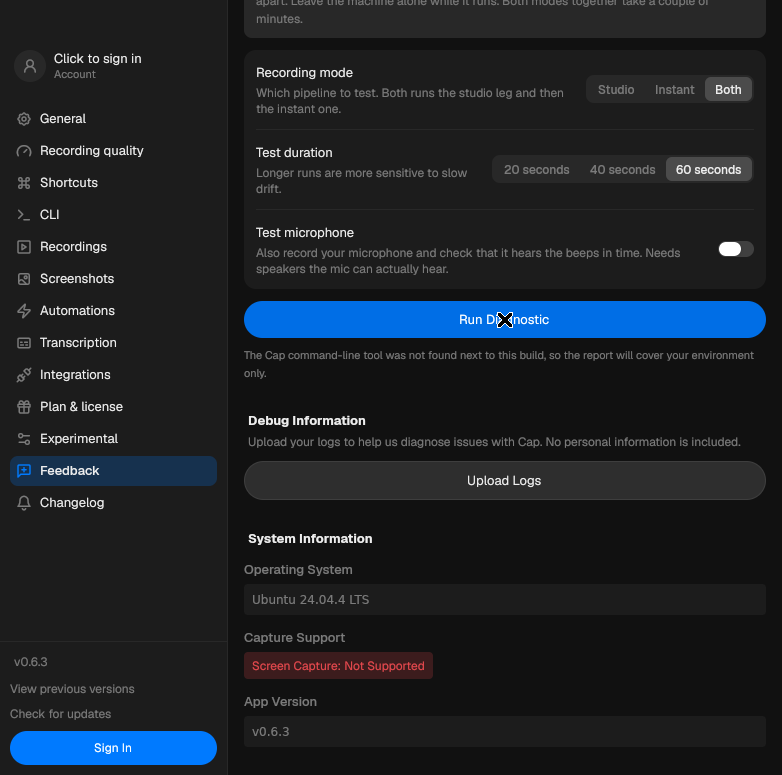 Click to sign in
Account
General
Recording quality
Shortcuts
CLI
Recordings
Screenshots
Automations
Transcription
Integrations
Plan & license
Experimental
Feedback
Changelog
v0.6.3
View previous versions
Check for updates
Sign In
apart. Leave the machine alone while it runs. Both modes together take a couple of
minutes.
Recording mode
Which pipeline to test. Both runs the studio leg and then
the instant one.
Studio Instant Both
Test duration
Longer runs are more sensitive to slow
drift.
20 seconds 40 seconds 60 seconds
Test microphone
Also record your microphone and check that it hears the beeps in time. Needs
speakers the mic can actually hear.
Run
The Cap command-line tool was not found next to this build, so the report will cover your environment
only.
Debug Information
Upload your logs to help us diagnose issues with Cap. No personal information is included.
Upload Logs
System Information
Operating System
Ubuntu 24.04.4 LTS
Capture Support
Screen Capture: Not Supported
App Version
v0.6.3